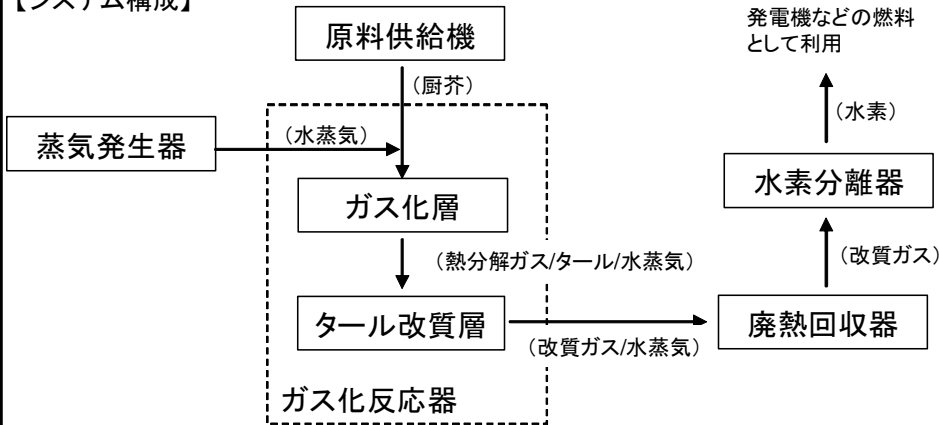 【システム構成】
原料供給機
（厨芥）
蒸気発生器
（水蒸気）
ガス化層
（熱分解ガス/タール/水蒸気）
タール改質層
（改質ガス/水蒸気）
ガス化反応器
廃熱回収器
（改質ガス）
水素分離器
（水素）
発電機などの燃料
として利用